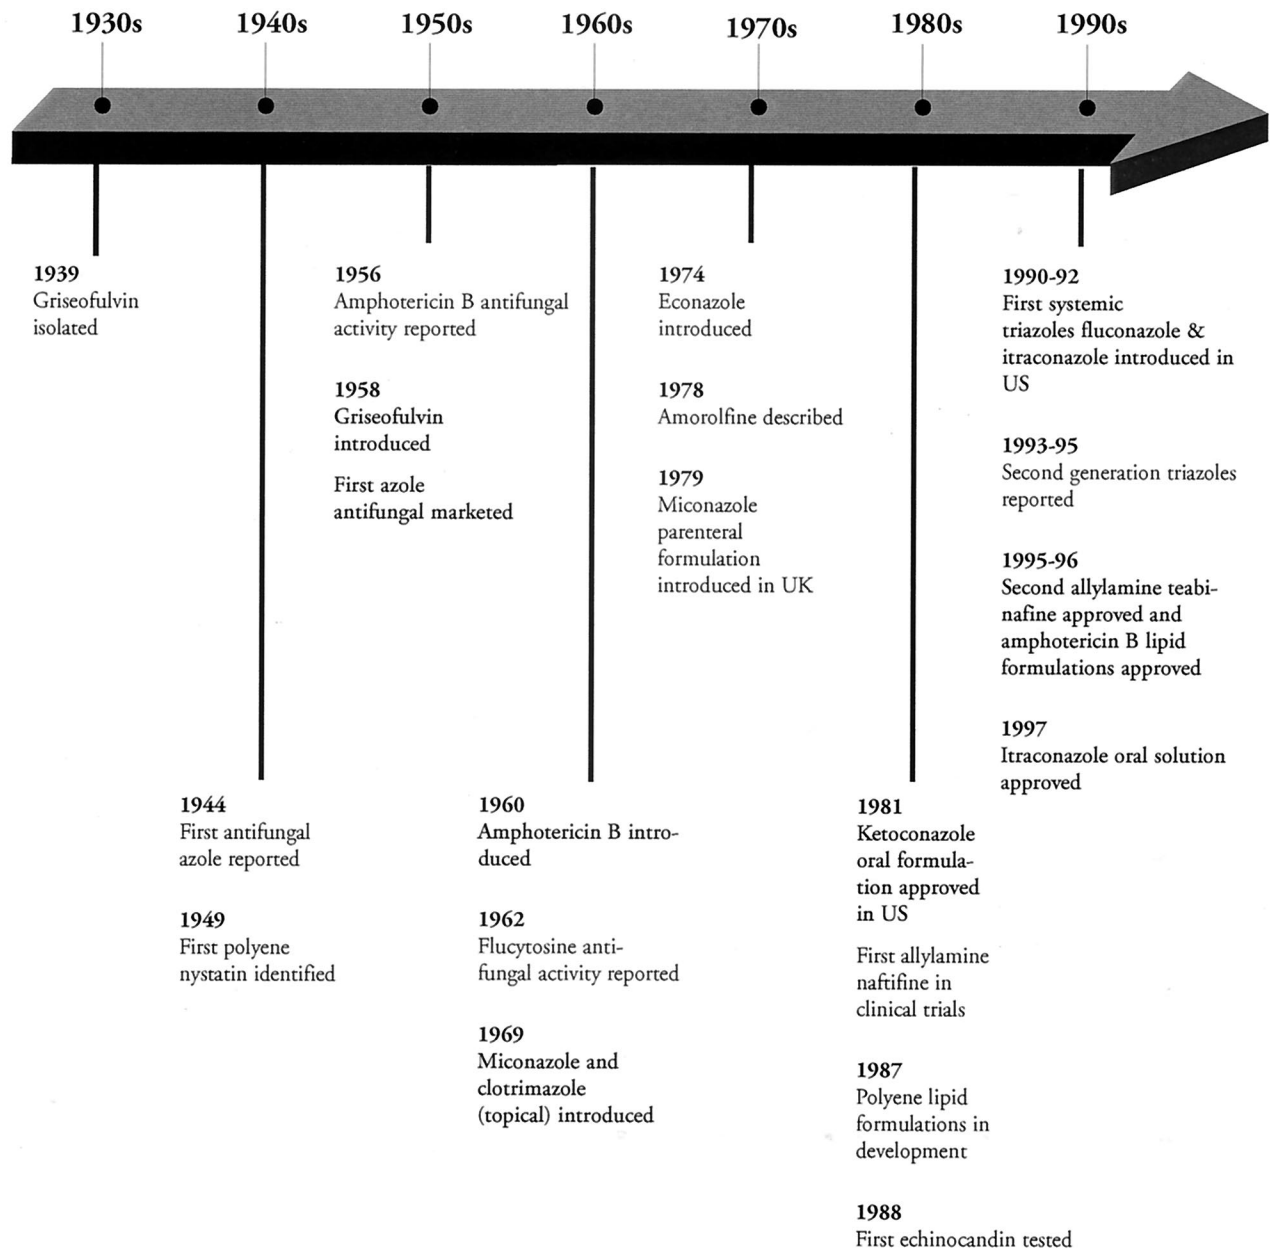 1930s
1940s
1950s
1960s
1970s
1980s
1990s
1939
Griseofulvin
isolated
1944
First antifungal
azole reported
1949
First polyene
nystatin identified
1956
Amphotericin B antifungal
activity reported
1958
Griseofulvin
introduced
First azole
antifungal marketed
1960
Amphotericin B intro-
duced
1962
Flucytosine anti-
fungal activity reported
1969
Miconazole and
clotrimazole
(topical) introduced
1974
Econazole
introduced
1978
Amorolfine described
1979
Miconazole
parenteral
formulation
introduced in UK
1981
Ketoconazole
oral formula-
tion approved
in US
First allylamine
naftifine in
clinical trials
1987
Polyene lipid
formulations in
development
1988
First echinocandin tested
1990-92
First systemic
triazoles fluconazole &
itraconazole introduced in
US
1993-95
Second generation triazoles
reported
1995-96
Second allylamine teabi-
nafine approved and
amphotericin B lipid
formulations approved
1997
Itraconazole oral solution
approved